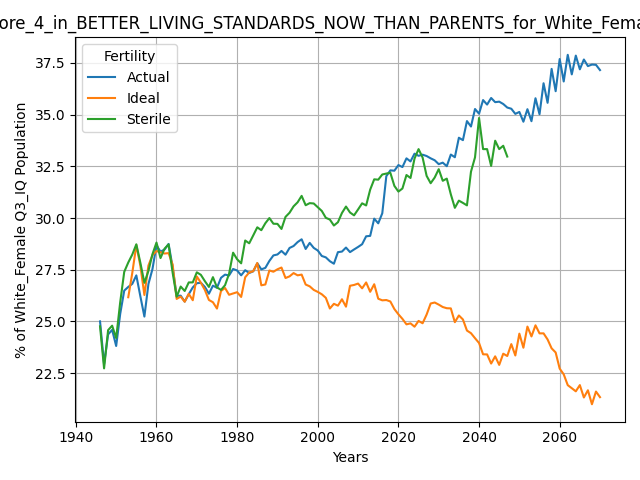 ore_4_in_BETTER_LIVING_STANDARDS_NOW_THAN_PARENTS_for_White_Fema
Fertility
Actual
Ideal
Sterile
% of White_Female Q3_IQ Population
37.5
35.0
32.5
30.0
27.5
25.0
22.5
1940
1960
1980
2000
2020
2040
2060
Years